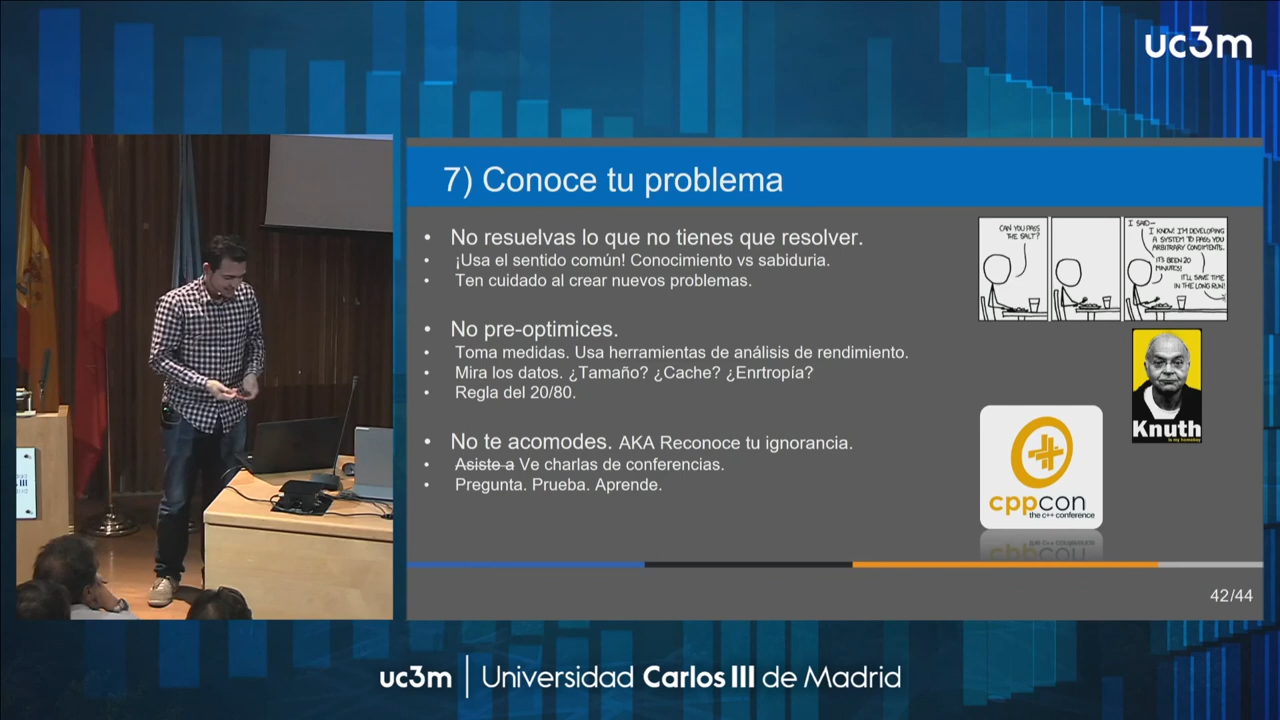 uc3m
7) Conoce tu problema
• No resuelvas lo que no tienes que resolver.
• ¡Usa el sentido común! Conocimiento vs sabiduria.
• Ten cuidado al crear nuevos problemas.
• No pre-optimices.
• Toma medidas. Usa herramientas de análisis de rendimiento.
• Mira los datos. ¿Tamaño? ¿Cache? ¿Enrtropía?
• Regla del 20/80.
• No te acomodes. AKA Reconoce tu ignorancia.
• Asiste a Ve charlas de conferencias.
• Pregunta. Prueba. Aprende.
CAN YOU PASS
THE SALT?
I SAID—
I KNOW! I'M DEVELOPING
A SYSTEM TO PASS YOU
ARBITRARY CONDIMENTS.
IT'S BEEN 20
MINUTES!
IT'LL SAVE TIME
IN THE LONG RUN!
Knuth
is my homeboy
cppcon
the c++ conference
42/44
uc3m | Universidad Carlos III de Madrid